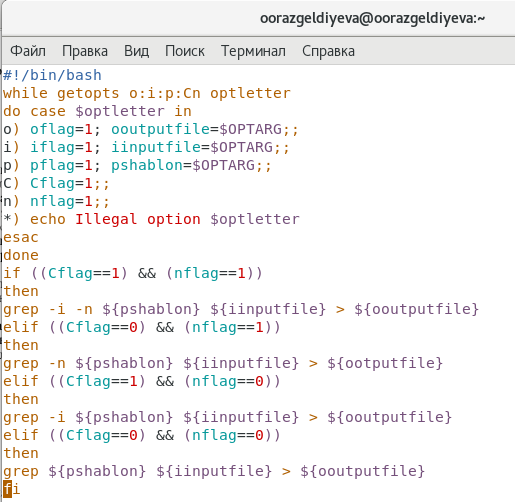 oorazgeldiyeva@oorazgeldiyeva:~
Файл Правка Вид Поиск Терминал Справка
#!/bin/bash
while getopts o:i:p:Cn optletter
do case $optletter in
o) oflag=1; ooutputfile=$OPTARG;;
i) iflag=1; iinputfile=$OPTARG;;
p) pflag=1; pshablon=$OPTARG;;
C) Cflag=1;;
n) nflag=1;;
*) echo Illegal option $optletter
esac
done
if ((Cflag==1) && (nflag==1))
then
grep -i -n ${pshablon} ${iinputfile} > ${ooutputfile}
elif ((Cflag==0) && (nflag==1))
then
grep -n ${pshablon} ${iinputfile} > ${ootputfile}
elif ((Cflag==1) && (nflag==0))
then
grep -i ${pshablon} ${iinputfile} > ${ooutputfile}
elif ((Cflag==0) && (nflag==0))
then
grep ${pshablon} ${iinputfile} > ${ooutputfile}
fi